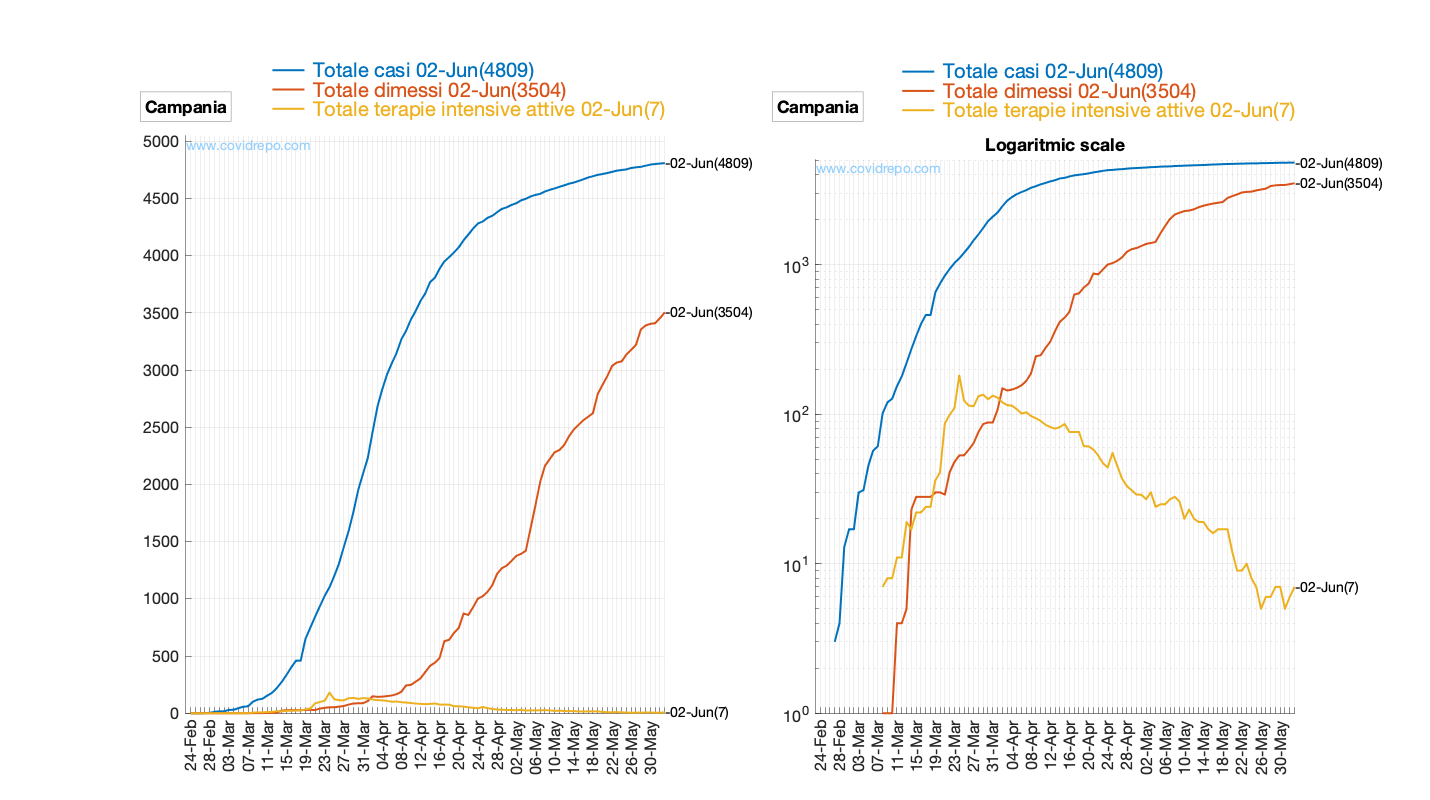 Totale casi 02-Jun(4809)
Totale dimessi 02-Jun(3504)
Totale terapie intensive attive 02-Jun(7)
Campania
www.covidrepo.com
5000
4500
4000
3500
3000
2500
2000
1500
1000
500
0
02-Jun(4809)
02-Jun(3504)
02-Jun(7)
24-Feb
28-Feb
03-Mar
07-Mar
11-Mar
15-Mar
19-Mar
23-Mar
27-Mar
31-Mar
04-Apr
08-Apr
12-Apr
16-Apr
20-Apr
24-Apr
28-Apr
02-May
06-May
10-May
14-May
18-May
22-May
26-May
30-May
Totale casi 02-Jun(4809)
Totale dimessi 02-Jun(3504)
Totale terapie intensive attive 02-Jun(7)
Campania
Logaritmic scale
www.covidrepo.com
10^3
10^2
10^1
10^0
02-Jun(4809)
02-Jun(3504)
02-Jun(7)
24-Feb
28-Feb
03-Mar
07-Mar
11-Mar
15-Mar
19-Mar
23-Mar
27-Mar
31-Mar
04-Apr
08-Apr
12-Apr
16-Apr
20-Apr
24-Apr
28-Apr
02-May
06-May
10-May
14-May
18-May
22-May
26-May
30-May